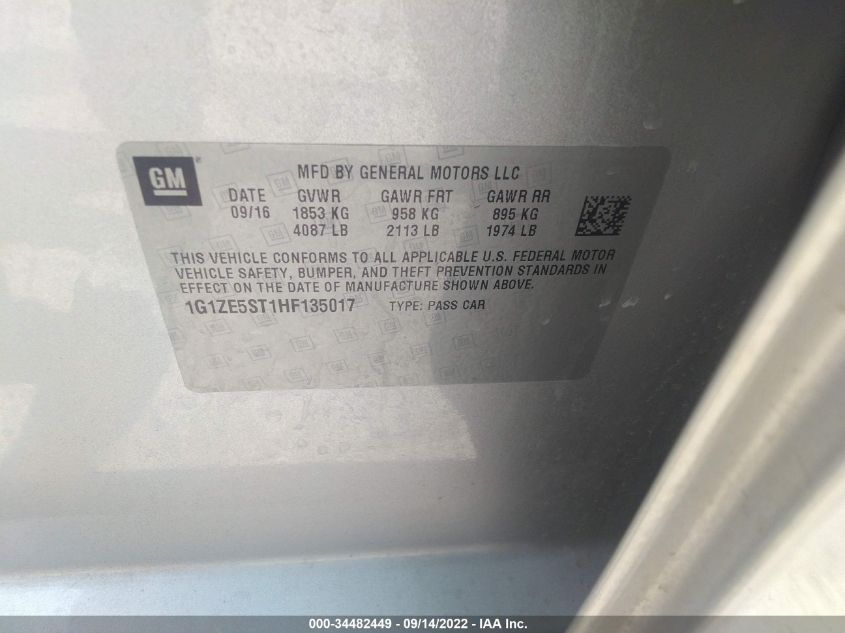 GM
MFD BY GENERAL MOTORS LLC
DATE GVWR GAWR FRT GAWR RR
09/16 1853 KG 958 KG 895 KG
4087 LB 2113 LB 1974 LB
THIS VEHICLE CONFORMS TO ALL APPLICABLE U.S. FEDERAL MOTOR
VEHICLE SAFETY, BUMPER, AND THEFT PREVENTION STANDARDS IN
EFFECT ON THE DATE OF MANUFACTURE SHOWN ABOVE.
1G1ZE5ST1HF135017 TYPE: PASS CAR
000-34482449 - 09/14/2022 - IAA Inc.